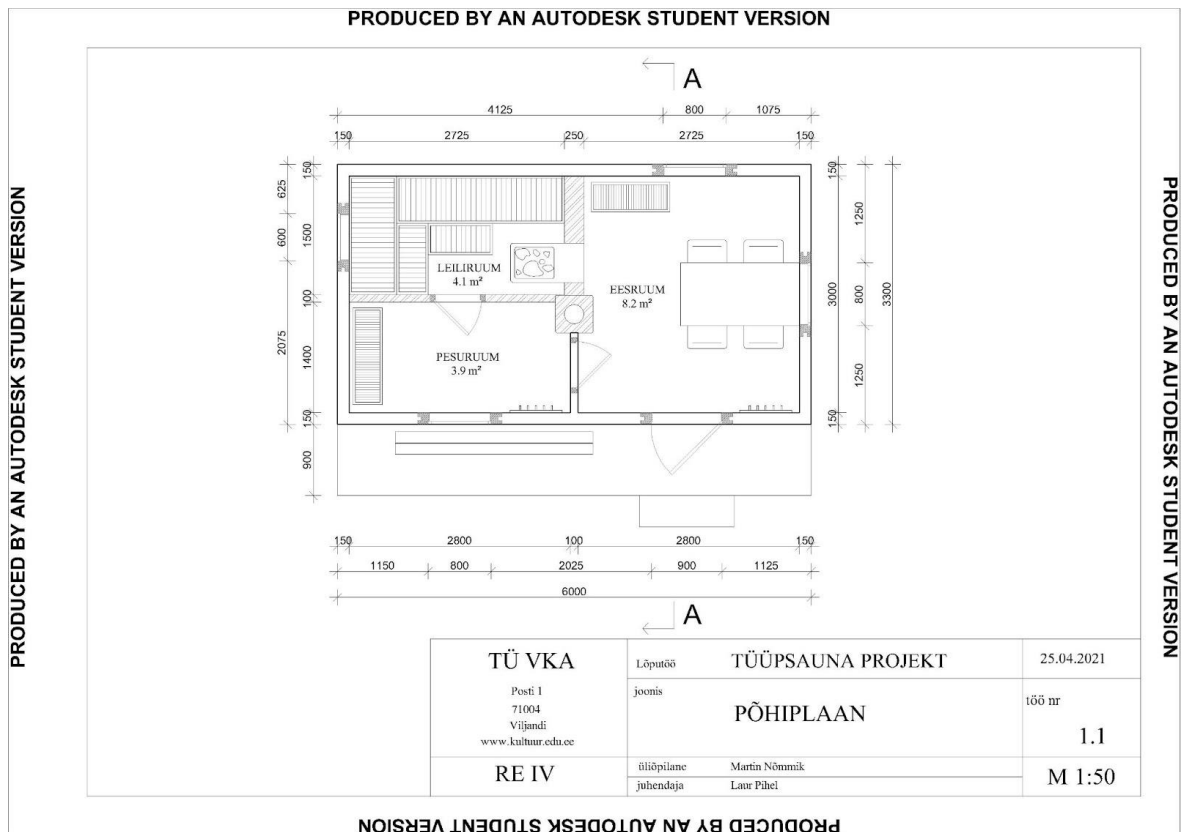 PRODUCED BY AN AUTODESK STUDENT VERSION
PRODUCED BY AN AUTODESK STUDENT VERSION
PRODUCED BY AN AUTODESK STUDENT VERSION
A
4125 800 1075
150 2725 250 2725 150
150
625
600
1500
100
2075
1400
150
900
150
1250
3000
800
3300
1250
150
LEILIRUUM
4.1 m²
EESRUUM
8.2 m²
PESURUUM
3.9 m²
150 2800 100 2800 150
1150 800 2025 900 1125
6000
A
TÜ VKA
Posti 1
71004
Viljandi
www.kultuur.edu.ee
RE IV
Lõputöö TÜÜPSAUNA PROJEKT 25.04.2021
joonis
PÕHIPLAAN
töö nr
1.1
üliõpilane Martin Nõmmik
juhendaja Laur Pihel
M 1:50
PRODUCED BY AN AUTODESK STUDENT VERSION